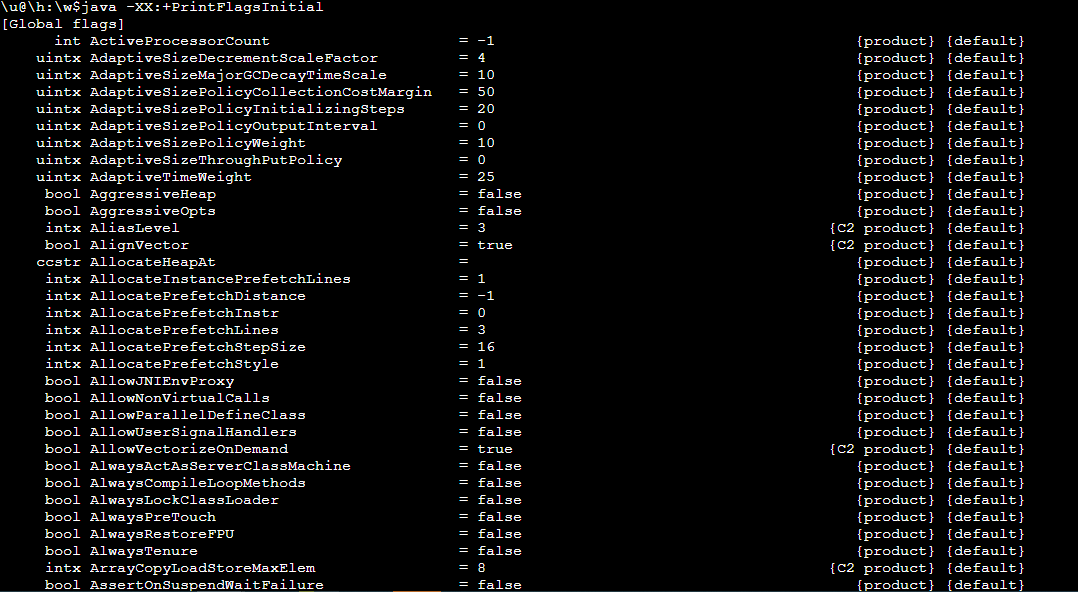 \u@\h:\w$java -XX:+PrintFlagsInitial
[Global flags]
int ActiveProcessorCount = -1 {product} {default}
uintx AdaptiveSizeDecrementScaleFactor = 4 {product} {default}
uintx AdaptiveSizeMajorGCDecayTimeScale = 10 {product} {default}
uintx AdaptiveSizePolicyCollectionCostMargin = 50 {product} {default}
uintx AdaptiveSizePolicyInitializingSteps = 20 {product} {default}
uintx AdaptiveSizePolicyOutputInterval = 0 {product} {default}
uintx AdaptiveSizePolicyWeight = 10 {product} {default}
uintx AdaptiveSizeThroughPutPolicy = 0 {product} {default}
uintx AdaptiveTimeWeight = 25 {product} {default}
bool AggressiveHeap = false {product} {default}
bool AggressiveOpts = false {product} {default}
intx AliasLevel = 3 {C2 product} {default}
bool AlignVector = true {C2 product} {default}
ccstr AllocateHeapAt = {product} {default}
intx AllocateInstancePrefetchLines = 1 {product} {default}
intx AllocatePrefetchDistance = -1 {product} {default}
intx AllocatePrefetchInstr = 0 {product} {default}
intx AllocatePrefetchLines = 3 {product} {default}
intx AllocatePrefetchStepSize = 16 {product} {default}
intx AllocatePrefetchStyle = 1 {product} {default}
bool AllowJNIEnvProxy = false {product} {default}
bool AllowNonVirtualCalls = false {product} {default}
bool AllowParallelDefineClass = false {product} {default}
bool AllowUserSignalHandlers = false {product} {default}
bool AllowVectorizeOnDemand = true {C2 product} {default}
bool AlwaysActAsServerClassMachine = false {product} {default}
bool AlwaysCompileLoopMethods = false {product} {default}
bool AlwaysLockClassLoader = false {product} {default}
bool AlwaysPreTouch = false {product} {default}
bool AlwaysRestoreFPU = false {product} {default}
bool AlwaysTenure = false {product} {default}
intx ArrayCopyLoadStoreMaxElem = 8 {C2 product} {default}
bool AssertOnSuspendWaitFailure = false {product} {default}